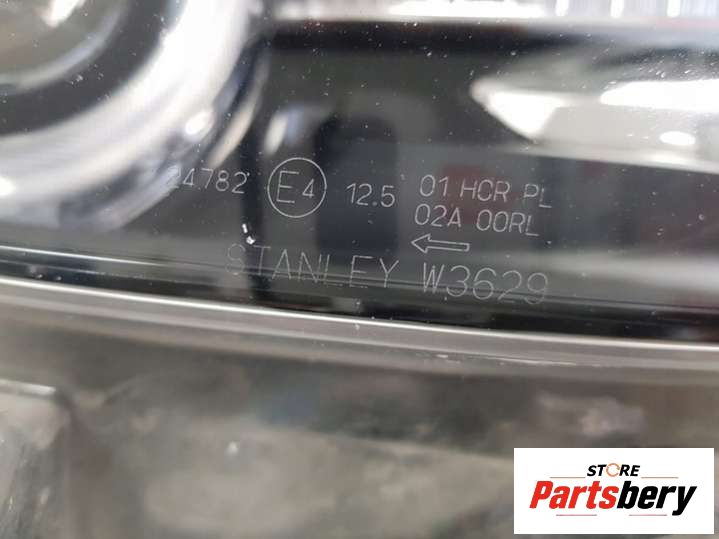 24782 E4 12.5 01 HCR PL
02A 00RL
STANLEY W3629
STORE
Partsbery